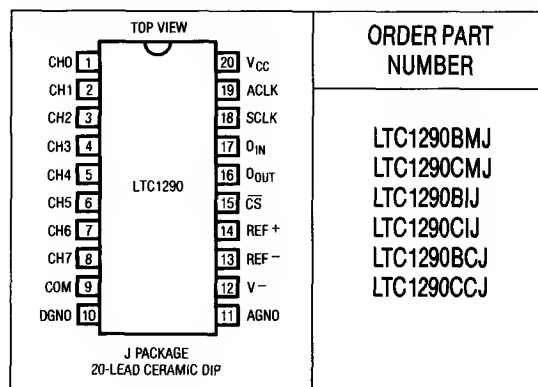 TOP VIEW
CH0 1
CH1 2
CH2 3
CH3 4
CH4 5
CH5 6
CH6 7
CH7 8
COM 9
DGND 10
LTC1290
20 VCC
19 ACLK
18 SCLK
17 DIN
16 DOUT
15 C̅S̅
14 REF+
13 REF−
12 V−
11 AGND
J PACKAGE
20-LEAD CERAMIC DIP
ORDER PART
NUMBER
LTC1290BMJ
LTC1290CMJ
LTC1290BIJ
LTC1290CIJ
LTC1290BCJ
LTC1290CCJ